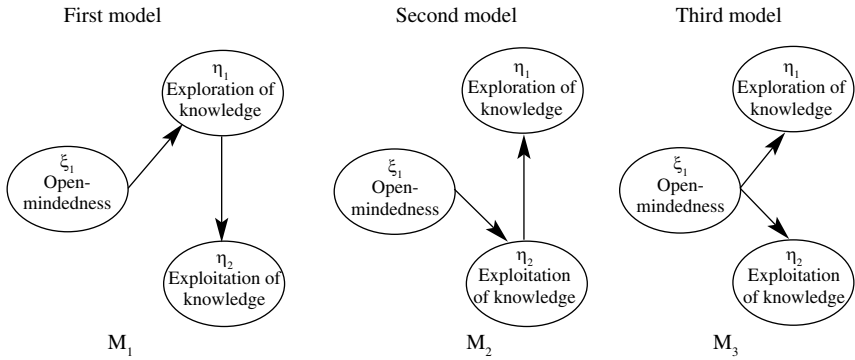 First model
η1
Exploration of
knowledge
ξ1
Open-
mindedness
η2
Exploitation of
knowledge
M1
Second model
η1
Exploration of
knowledge
ξ1
Open-
mindedness
η2
Exploitation
of knowledge
M2
Third model
η1
Exploration of
knowledge
ξ1
Open-
mindedness
η2
Exploitation
of knowledge
M3